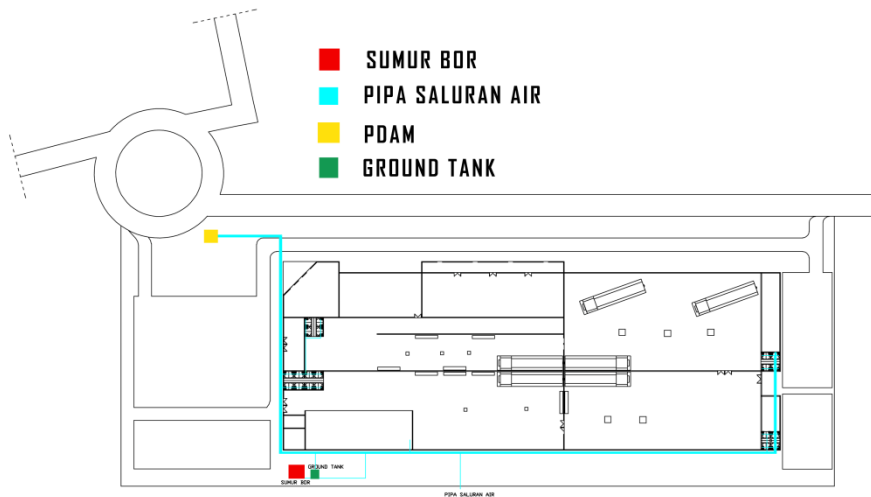 SUMUR BOR
PIPA SALURAN AIR
PDAM
GROUND TANK
GROUND TANK
SUMUR BOR
PIPA SALURAN AIR